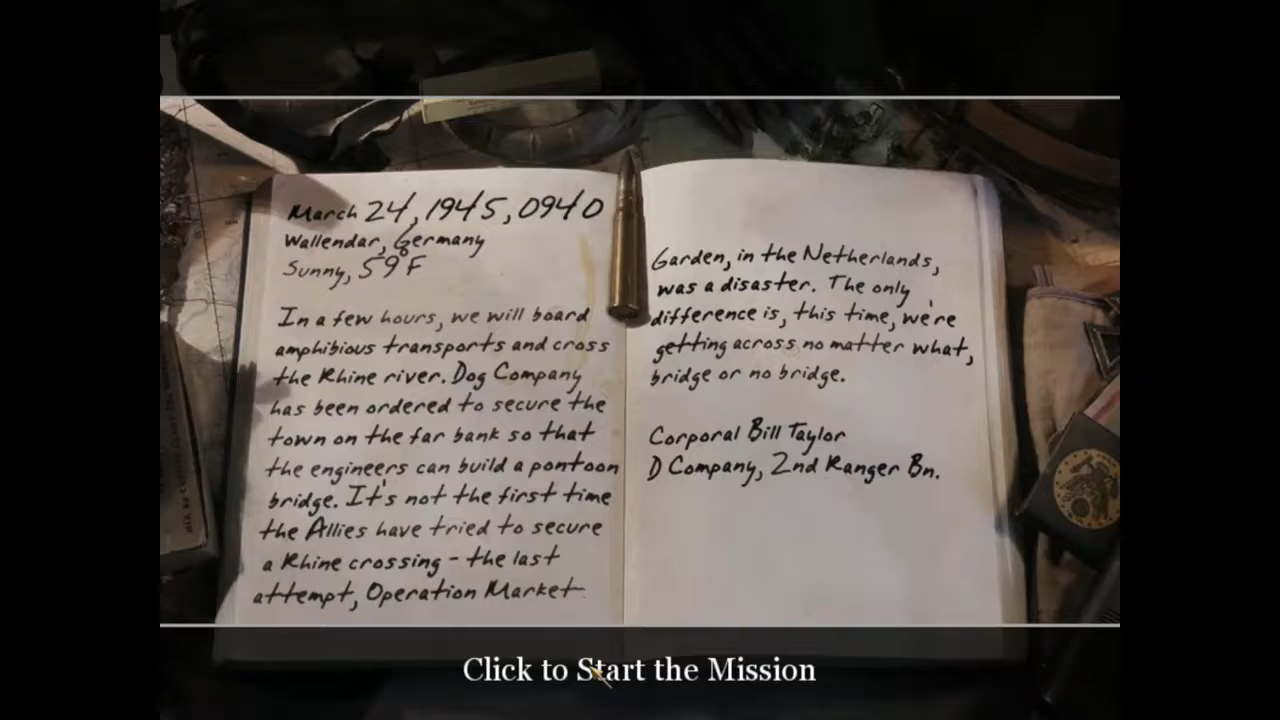 March 24, 1945, 0940
Wallendar, Germany
Sunny, 59 F
In a few hours, we will board
amphibious transports and cross
the Rhine river. Dog Company
has been ordered to secure the
town on the far bank so that
the engineers can build a pontoon
bridge. It's not the first time
the Allies have tried to secure
a Rhine crossing - the last
attempt, Operation Market
Garden, in the Netherlands,
was a disaster. The only
difference is, this time, we're
getting across no matter what,
bridge or no bridge.
Corporal Bill Taylor
D Company, 2nd Ranger Bn.
Click to Start the Mission